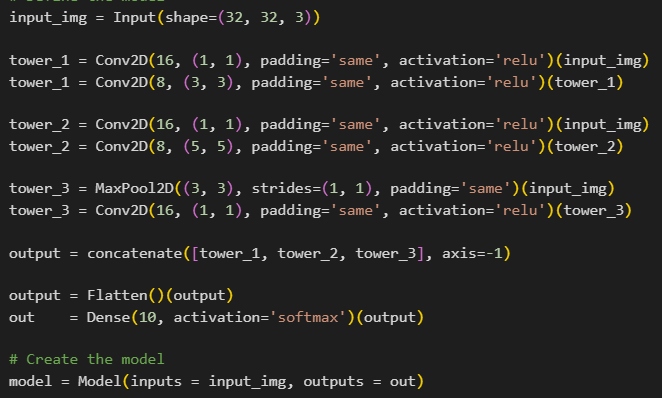 input_img = Input(shape=(32, 32, 3))
tower_1 = Conv2D(16, (1, 1), padding='same', activation='relu')(input_img)
tower_1 = Conv2D(8, (3, 3), padding='same', activation='relu')(tower_1)
tower_2 = Conv2D(16, (1, 1), padding='same', activation='relu')(input_img)
tower_2 = Conv2D(8, (5, 5), padding='same', activation='relu')(tower_2)
tower_3 = MaxPool2D((3, 3), strides=(1, 1), padding='same')(input_img)
tower_3 = Conv2D(16, (1, 1), padding='same', activation='relu')(tower_3)
output = concatenate([tower_1, tower_2, tower_3], axis=-1)
output = Flatten()(output)
out    = Dense(10, activation='softmax')(output)
# Create the model
model = Model(inputs = input_img, outputs = out)